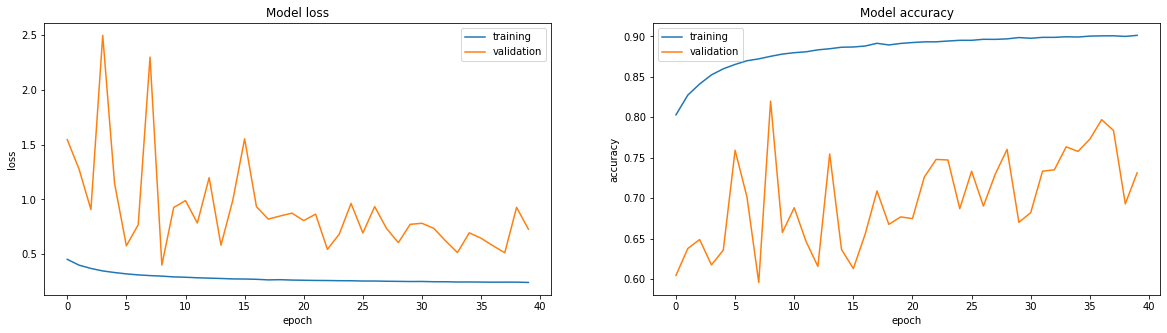 Model loss
2.5
2.0
1.5
1.0
0.5
loss
training
validation
0 5 10 15 20 25 30 35 40
epoch
Model accuracy
0.90
0.85
0.80
0.75
0.70
0.65
0.60
accuracy
training
validation
0 5 10 15 20 25 30 35 40
epoch